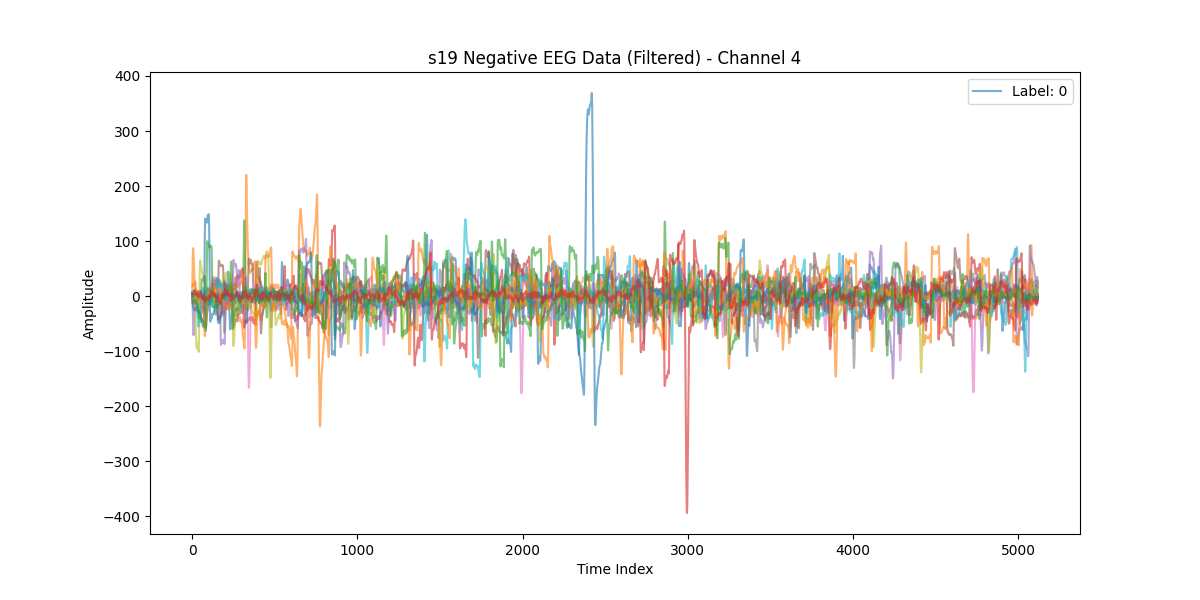 s19 Negative EEG Data (Filtered) - Channel 4
Label: 0
Amplitude
400
300
200
100
0
−100
−200
−300
−400
0 1000 2000 3000 4000 5000
Time Index